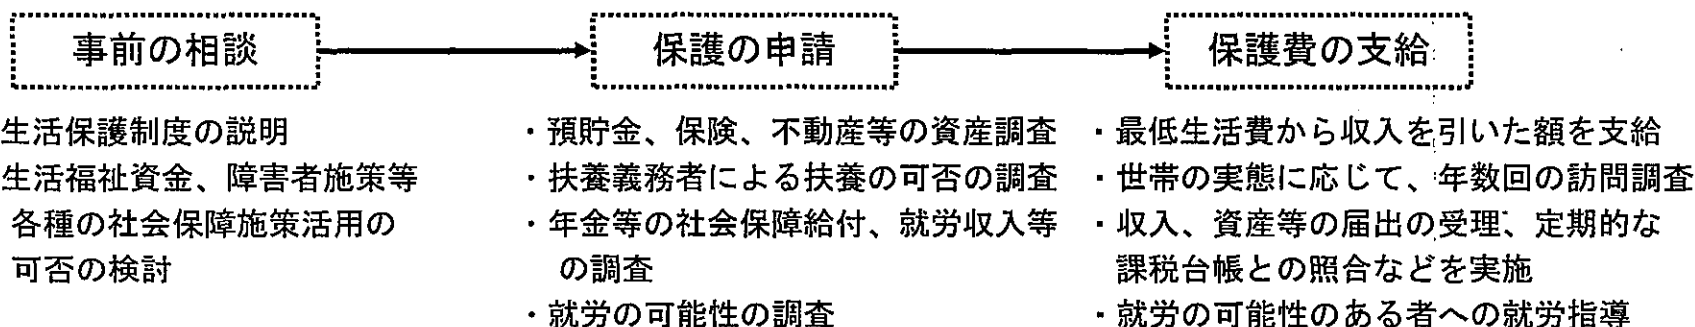 事前の相談
保護の申請
保護費の支給
生活保護制度の説明
生活福祉資金、障害者施策等
各種の社会保障施策活用の
可否の検討
・預貯金、保険、不動産等の資産調査
・扶養義務者による扶養の可否の調査
・年金等の社会保障給付、就労収入等
の調査
・就労の可能性の調査
・最低生活費から収入を引いた額を支給
・世帯の実態に応じて、年数回の訪問調査
・収入、資産等の届出の受理、定期的な
課税台帳との照合などを実施
・就労の可能性のある者への就労指導